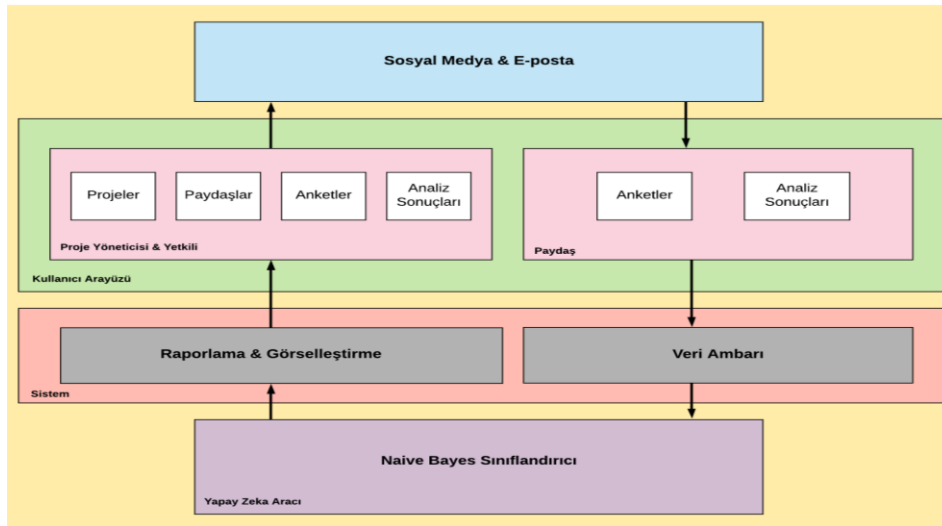 Sosyal Medya & E-posta
Projeler
Paydaşlar
Anketler
Analiz
Sonuçları
Proje Yöneticisi & Yetkili
Anketler
Analiz
Sonuçları
Paydaş
Kullanıcı Arayüzü
Raporlama & Görselleştirme
Veri Ambarı
Sistem
Naive Bayes Sınıflandırıcı
Yapay Zeka Aracı